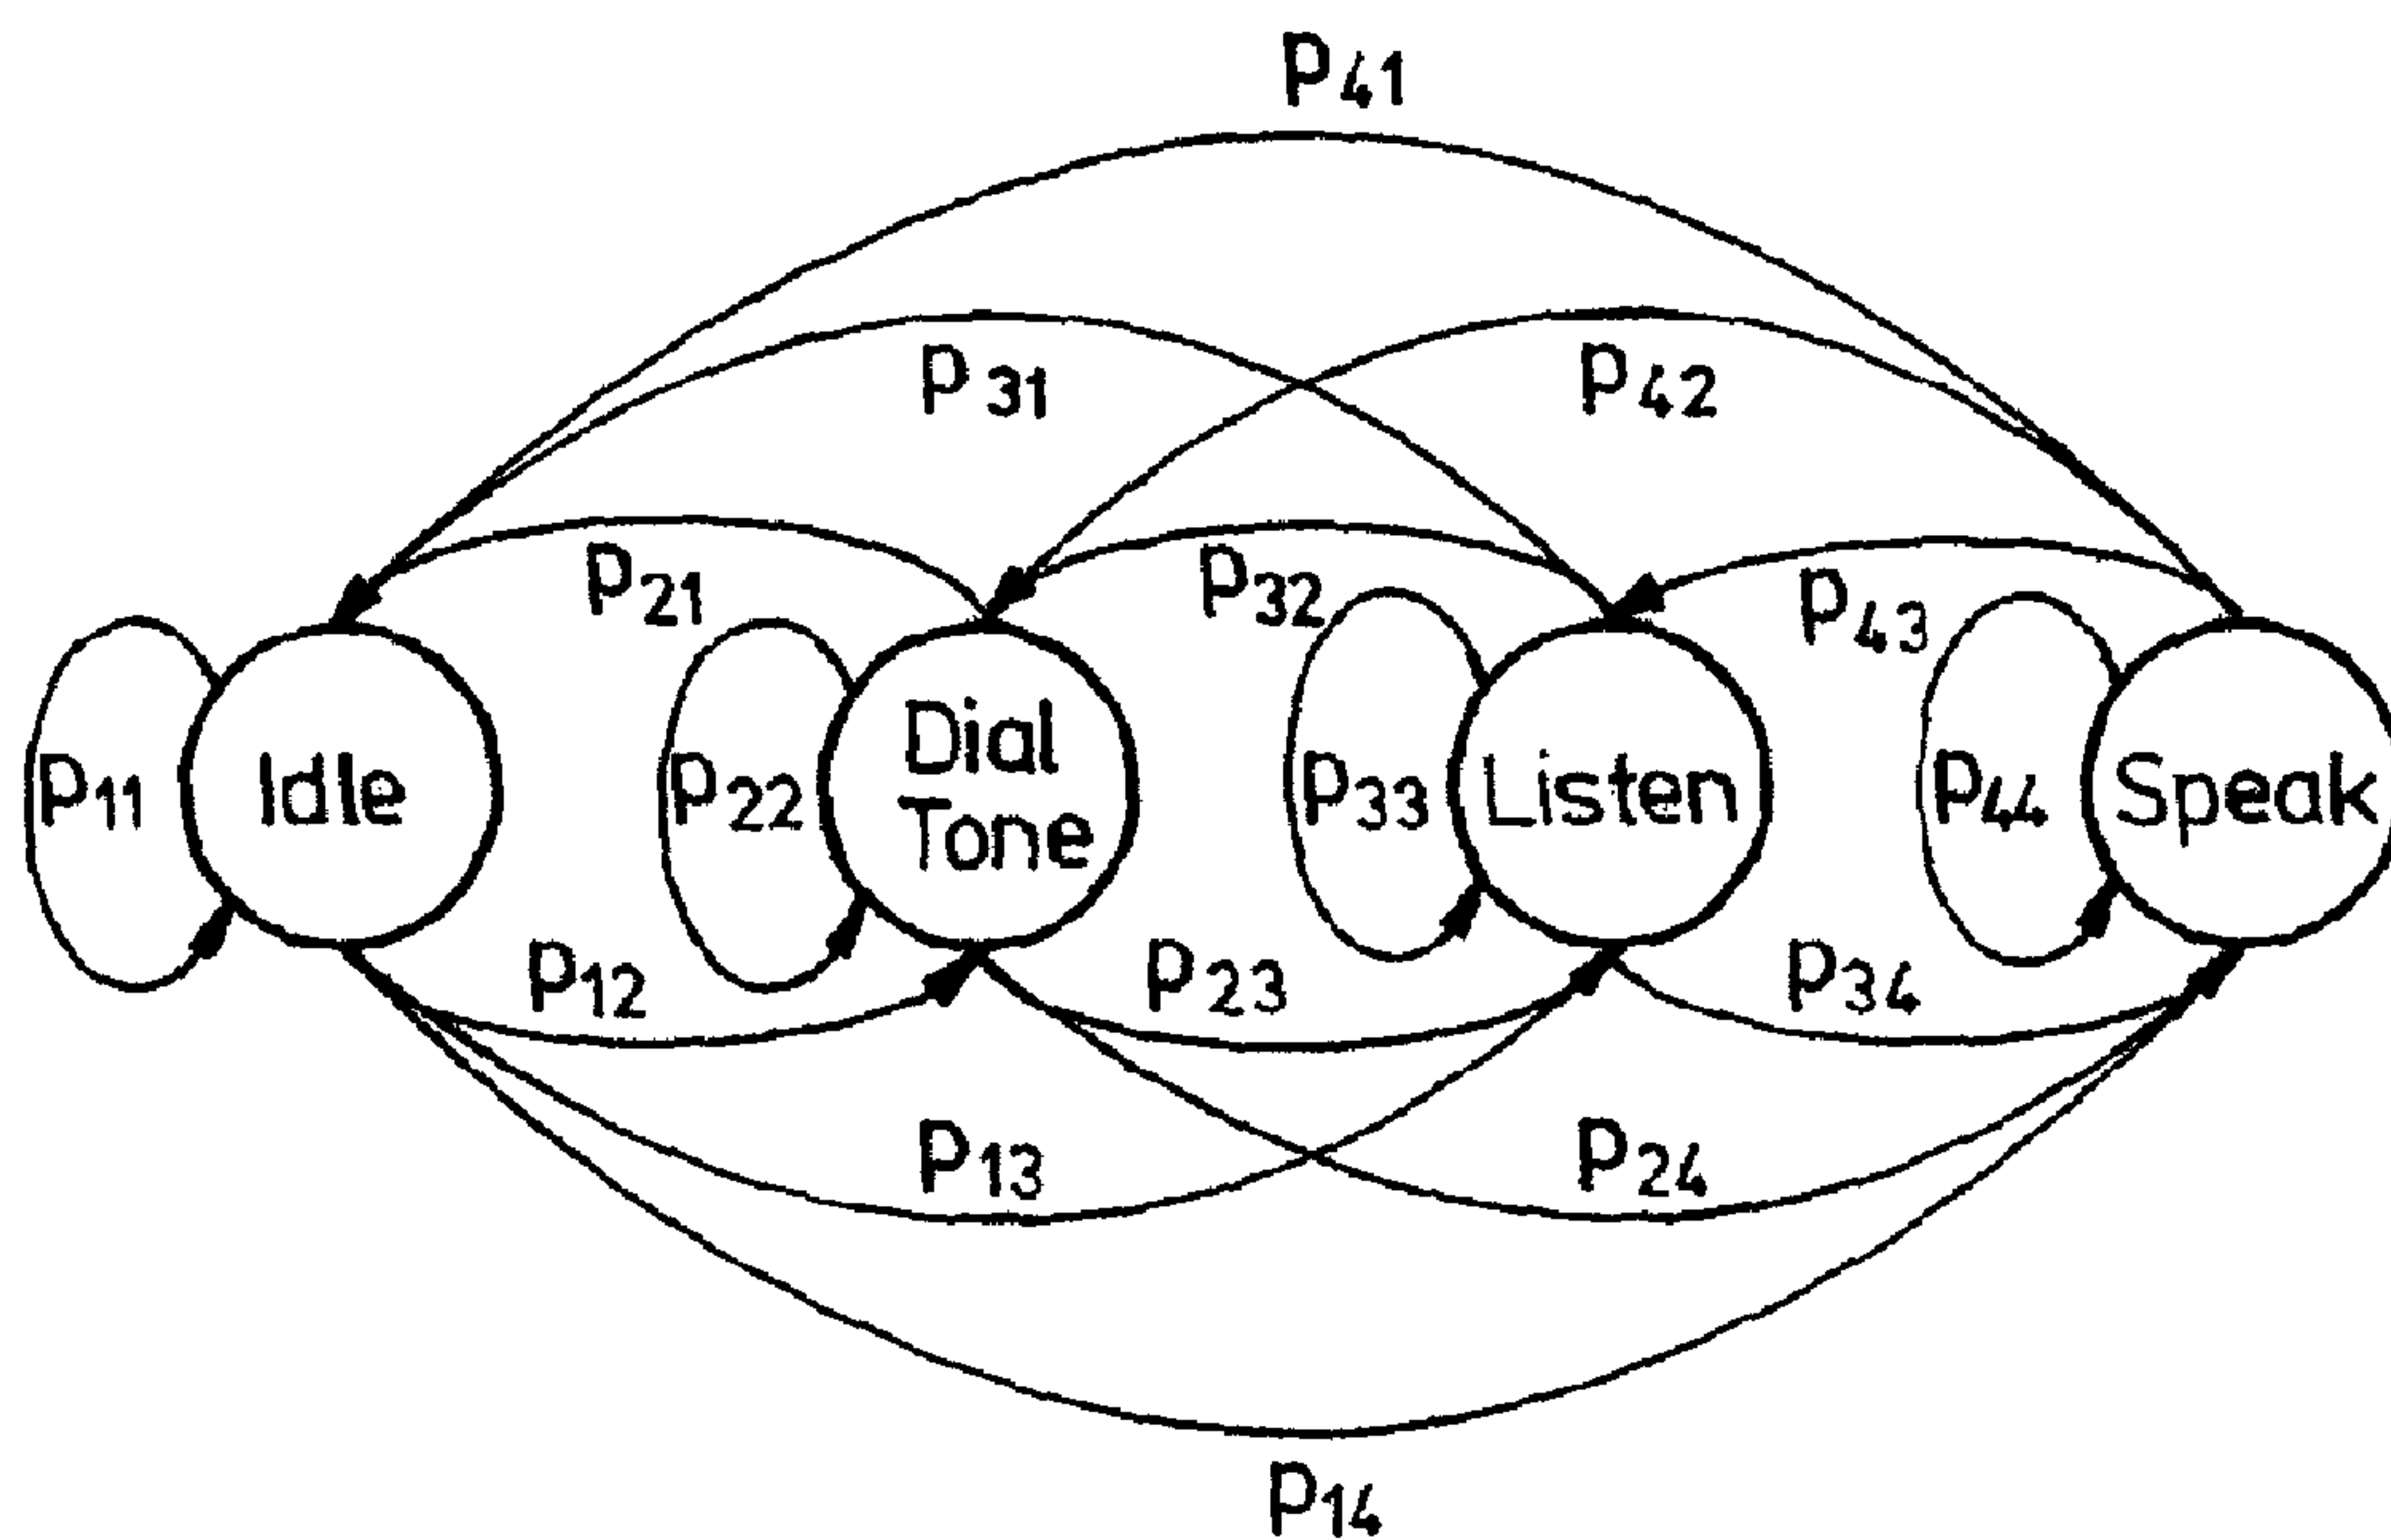 P41
P31
P42
P21
P32
P43
P11
Idle
P22
Dial
Tone
P33
Listen
P44
Speak
P12
P23
P34
P13
P24
P14